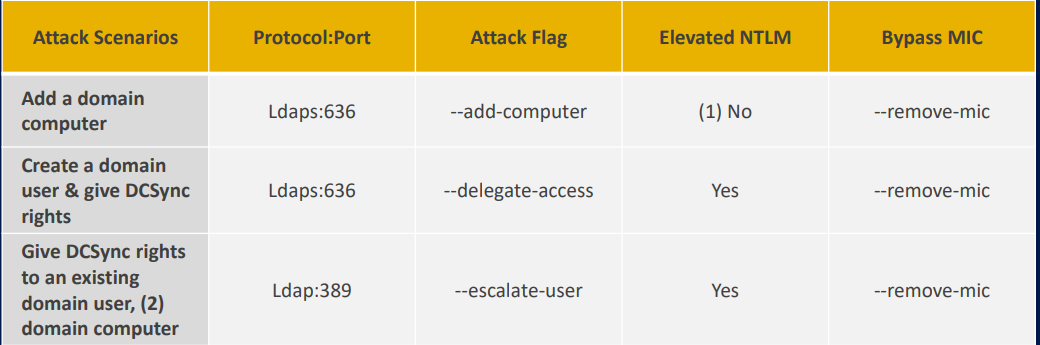 Attack Scenarios Protocol:Port Attack Flag Elevated NTLM Bypass MIC
Add a domain
computer
Ldaps:636 --add-computer (1) No --remove-mic
Create a domain
user & give DCSync
rights
Ldaps:636 --delegate-access Yes --remove-mic
Give DCSync rights
to an existing
domain user, (2)
domain computer
Ldap:389 --escalate-user Yes --remove-mic